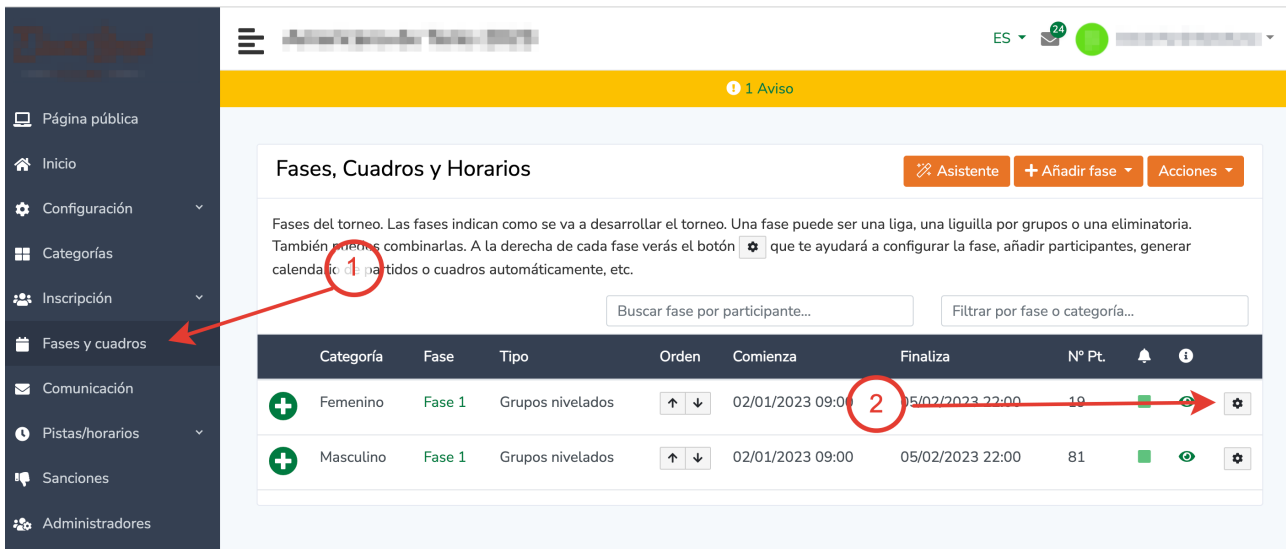 ES
24
1 Aviso
Página pública
Inicio
Configuración
Categorías
Inscripción
Fases y cuadros
Comunicación
Pistas/horarios
Sanciones
Administradores
Fases, Cuadros y Horarios
Asistente
Añadir fase
Acciones
Fases del torneo. Las fases indican como se va a desarrollar el torneo. Una fase puede ser una liga, una liguilla por grupos o una eliminatoria.
También puedes combinarlas. A la derecha de cada fase verás el botón que te ayudará a configurar la fase, añadir participantes, generar
calendario de partidos o cuadros automáticamente, etc.
1
Buscar fase por participante...
Filtrar por fase o categoría...
Categoría Fase Tipo Orden Comienza Finaliza Nº Pt.
Femenino Fase 1 Grupos nivelados 02/01/2023 09:00 05/02/2023 22:00 19
2
Masculino Fase 1 Grupos nivelados 02/01/2023 09:00 05/02/2023 22:00 81